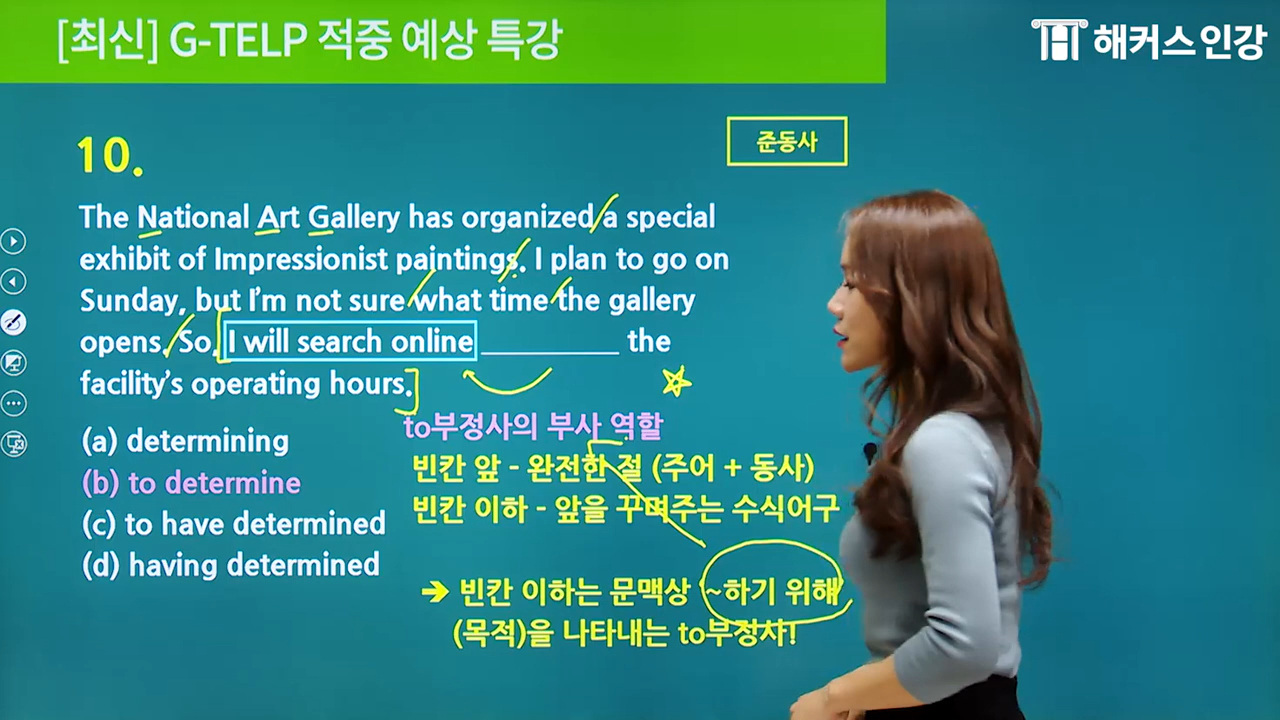 [최신] G-TELP 적중 예상 특강
해커스인강
준동사
10.
The National Art Gallery has organized a special
exhibit of Impressionist paintings. I plan to go on
Sunday, but I'm not sure what time the gallery
opens. So, I will search online __________ the
facility's operating hours.
(a) determining
(b) to determine
(c) to have determined
(d) having determined
to부정사의 부사 역할
빈칸 앞 - 완전한 절 (주어 + 동사)
빈칸 이하 - 앞을 꾸며주는 수식어구
➔ 빈칸 이하는 문맥상 '~하기 위해'
(목적)을 나타내는 to부정사!